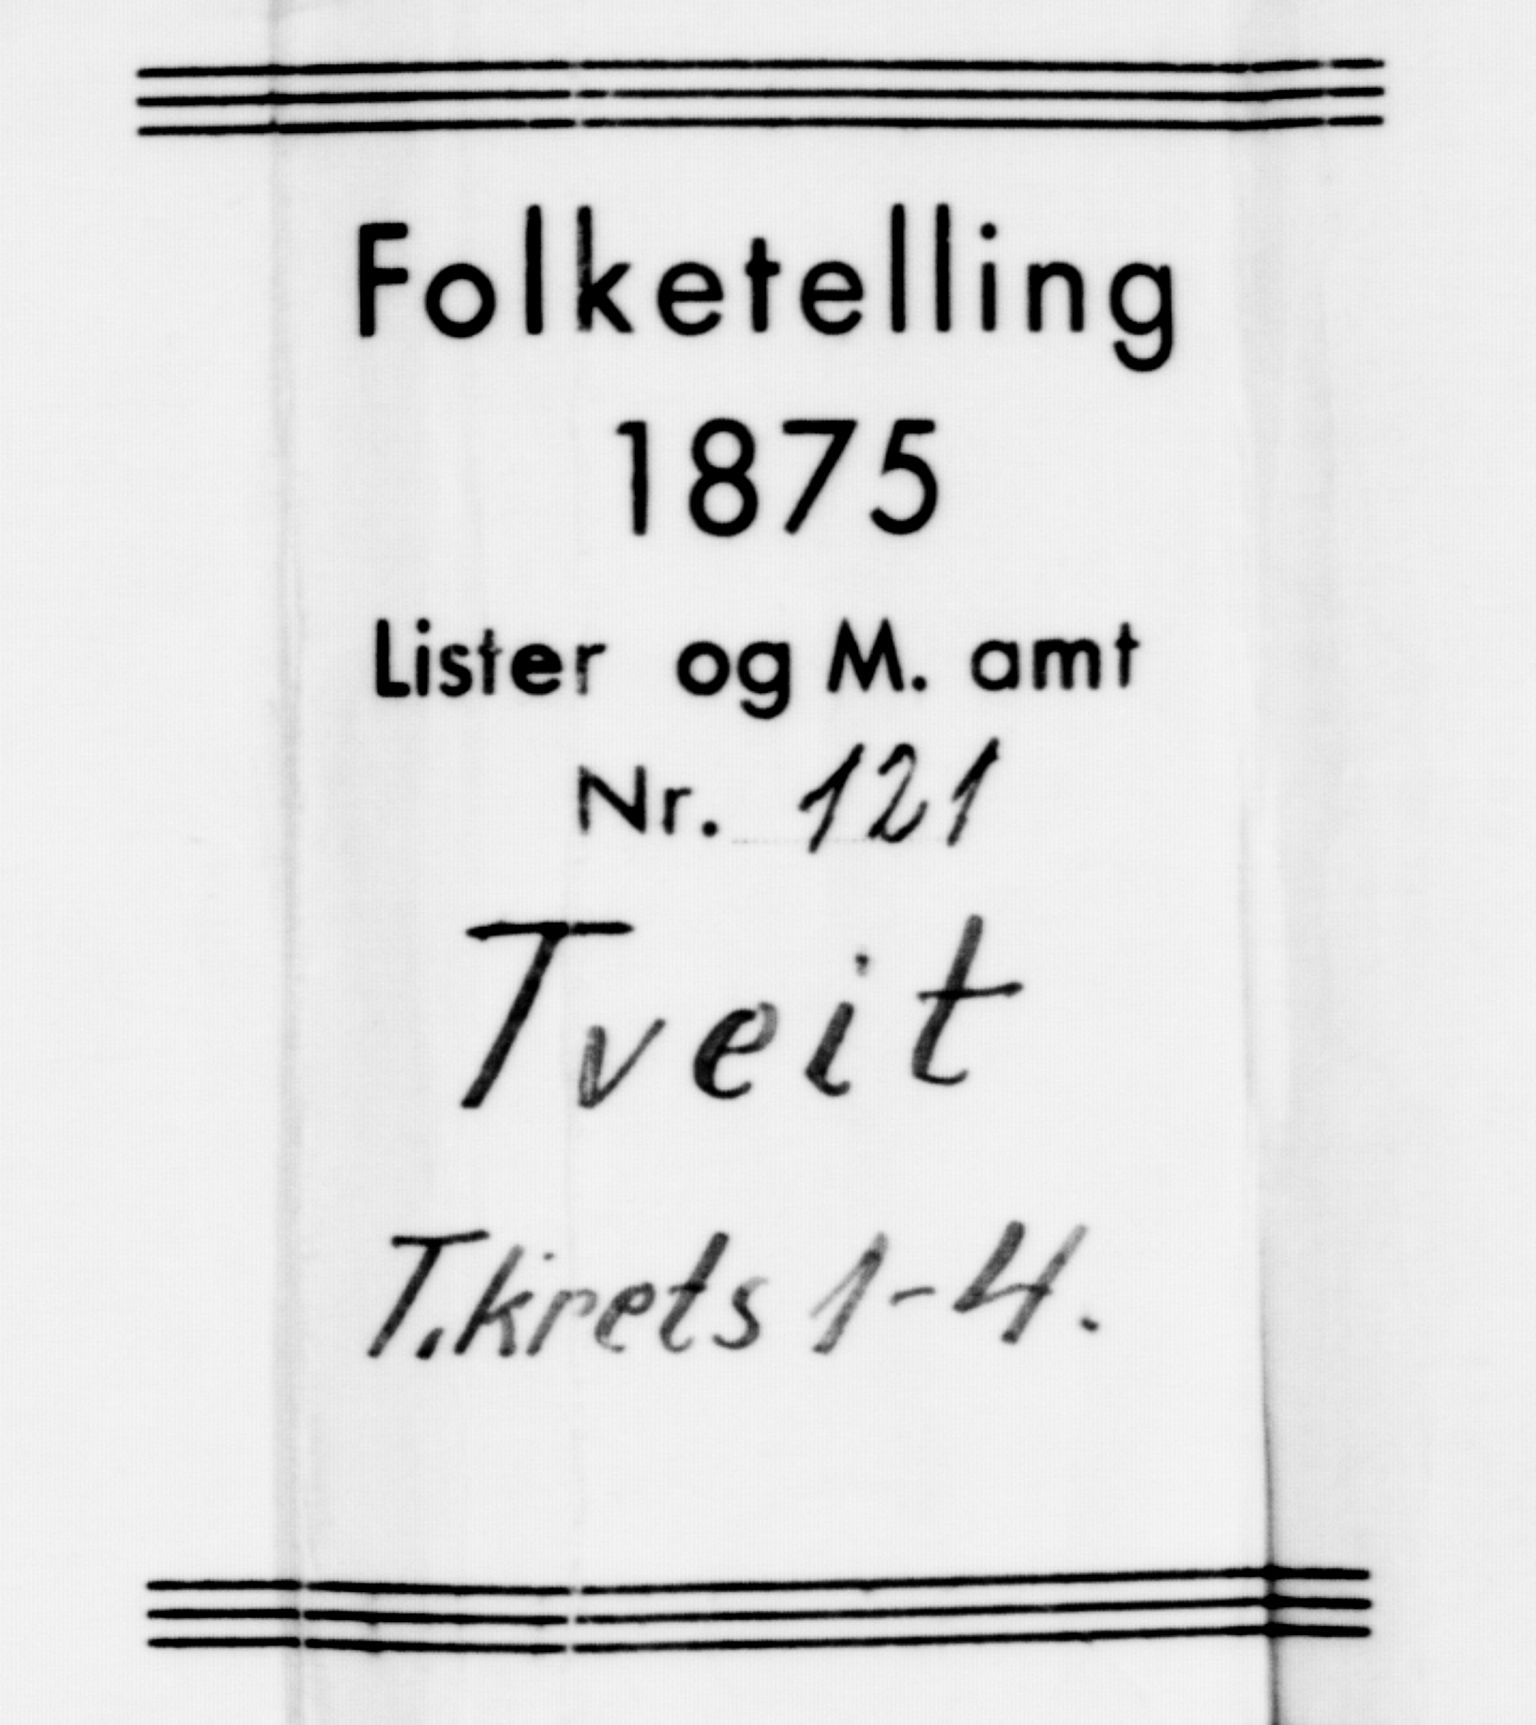 Folketelling
1875
Lister og M. amt
Nr. 121
Tveit
T.krets 1-4.